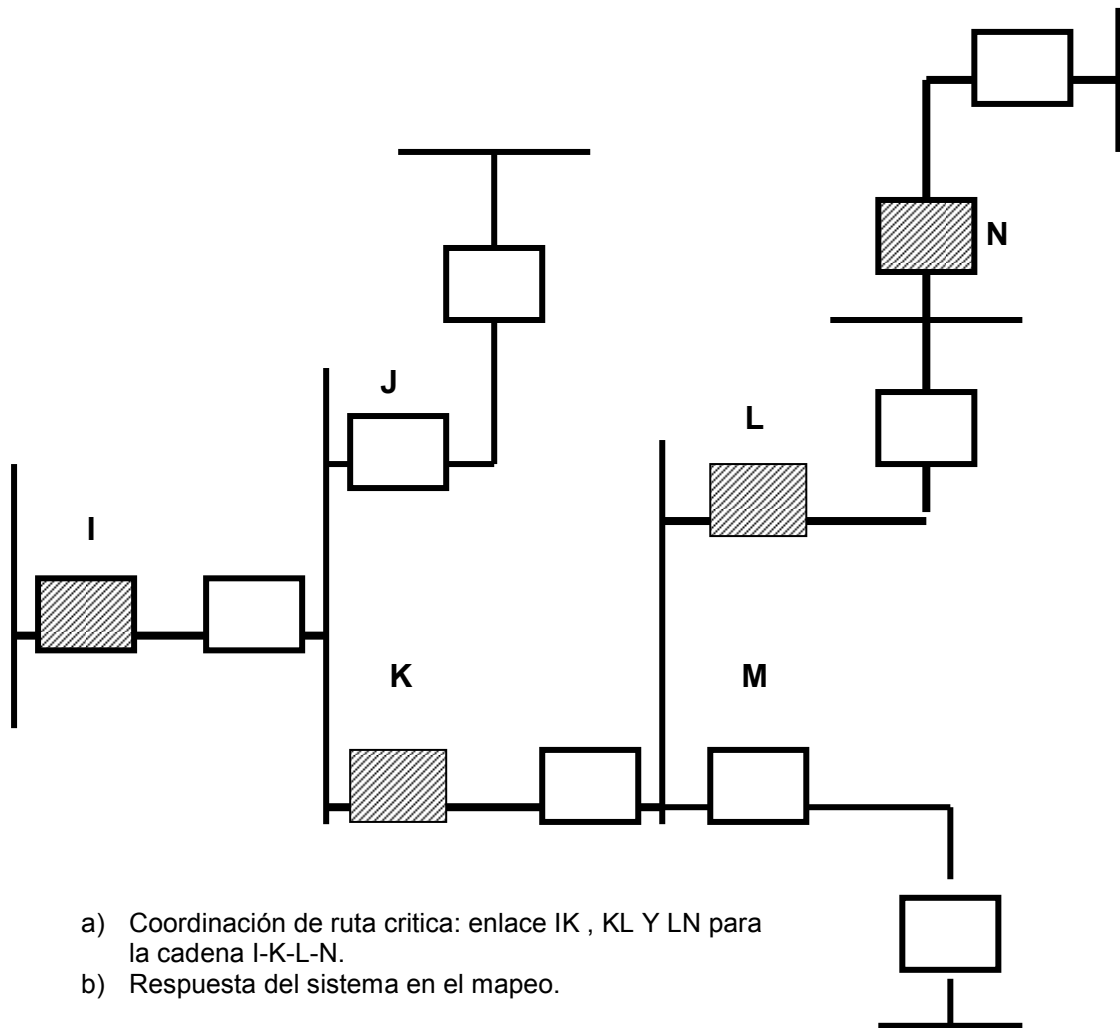 N
J
L
I
K
M
a) Coordinación de ruta critica: enlace IK , KL Y LN para
la cadena I-K-L-N.
b) Respuesta del sistema en el mapeo.